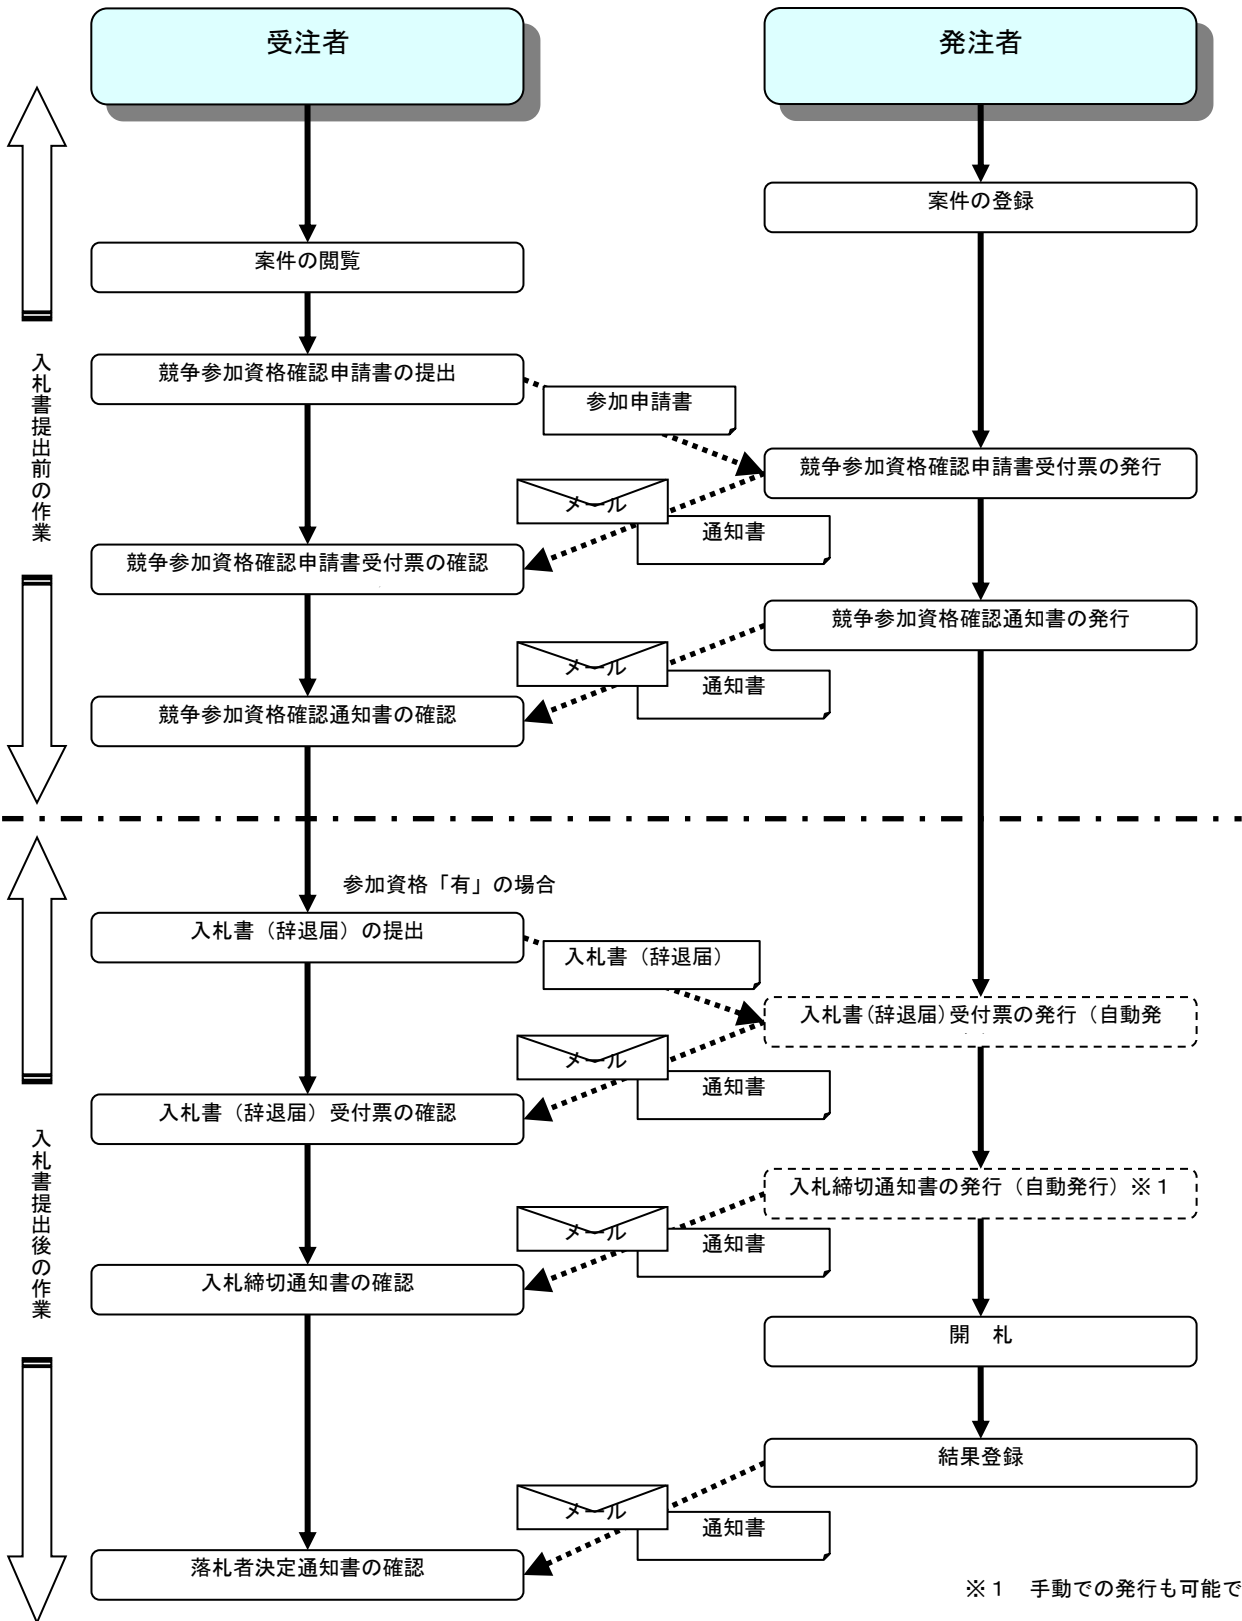 受注者
発注者
案件の登録
案件の閲覧
競争参加資格確認申請書の提出
参加申請書
競争参加資格確認申請書受付票の発行
メール
通知書
競争参加資格確認申請書受付票の確認
競争参加資格確認通知書の発行
メール
通知書
競争参加資格確認通知書の確認
入札書提出前の作業
参加資格「有」の場合
入札書（辞退届）の提出
入札書（辞退届）
入札書(辞退届)受付票の発行（自動発
メール
通知書
入札書（辞退届）受付票の確認
入札締切通知書の発行（自動発行）※１
メール
通知書
入札締切通知書の確認
開　札
結果登録
メール
通知書
落札者決定通知書の確認
入札書提出後の作業
※１　手動での発行も可能で